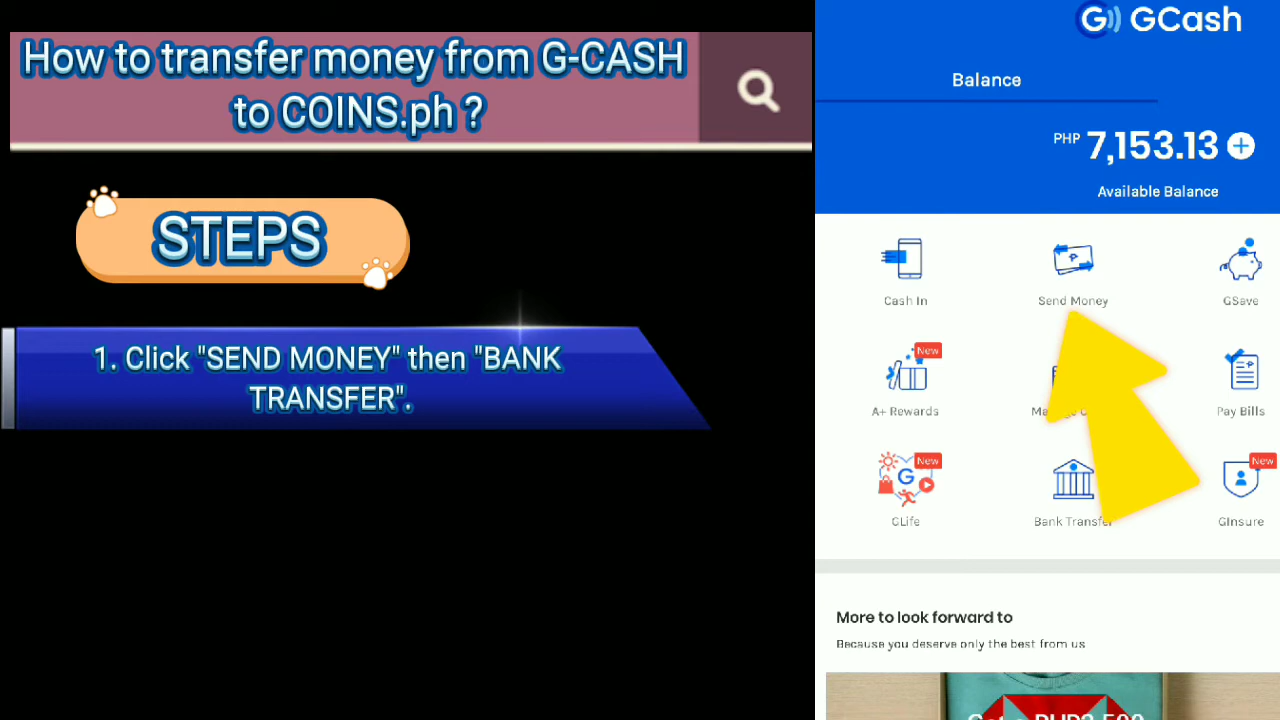 How to transfer money from G-CASH
to COINS.ph ?
STEPS
1. Click "SEND MONEY" then "BANK
TRANSFER".
GCash
Balance
PHP 7,153.13
Available Balance
Cash In
Send Money
GSave
New
A+ Rewards
Pay Bills
New
GLife
Bank Transfer
New
GInsure
More to look forward to
Because you deserve only the best from us